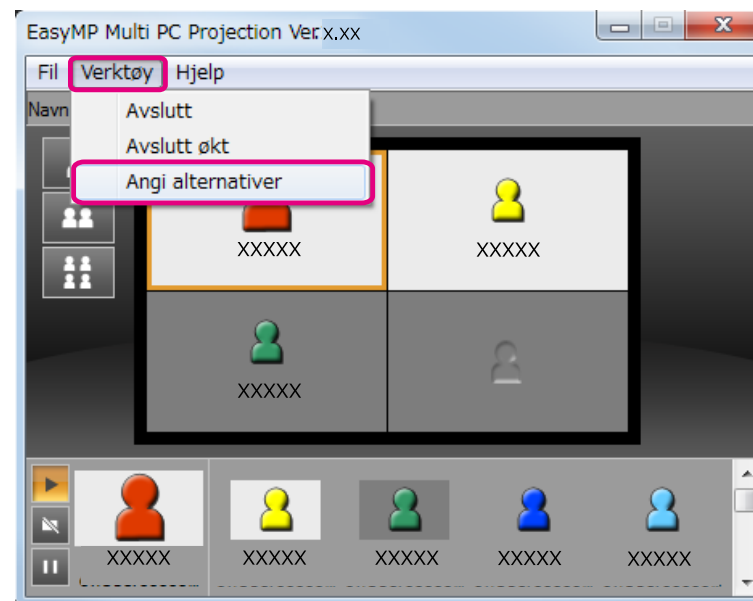 EasyMP Multi PC Projection Ver. x.xx
Fil Verktøy Hjelp
Navn
Avslutt
Avslutt økt
Angi alternativer
XXXXX XXXXX
XXXXX
XXXXX XXXXX XXXXX XXXXX XXXXX